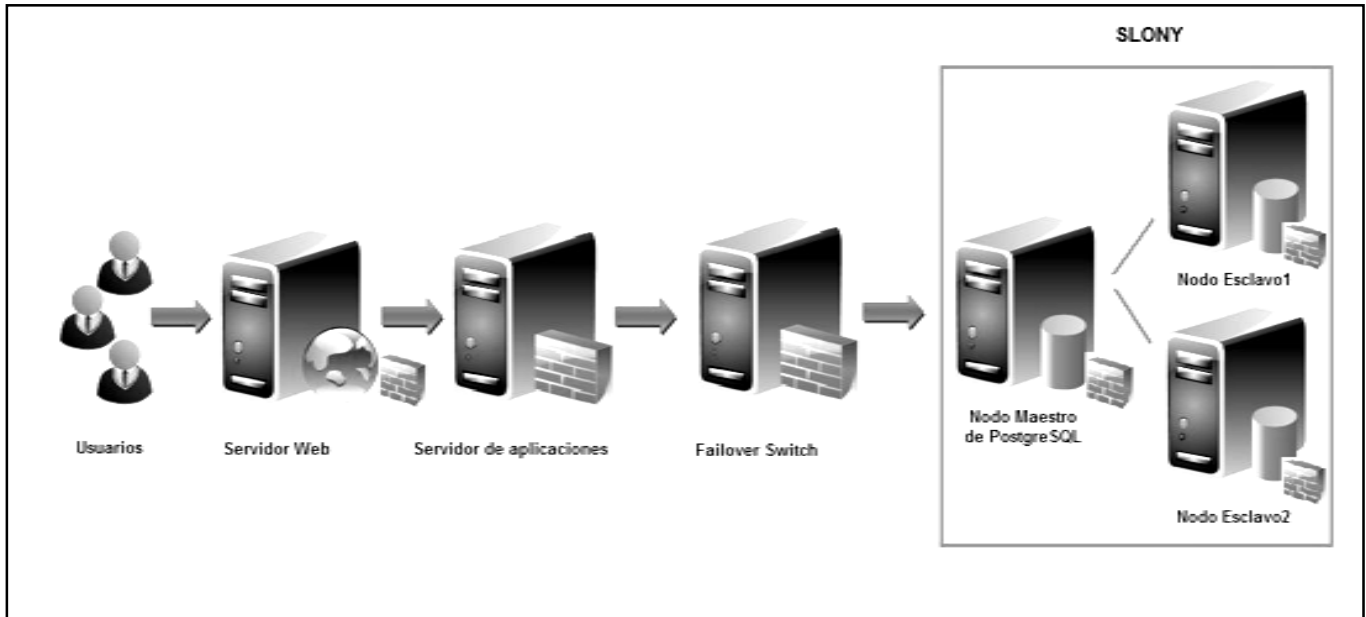 SLONY
Usuarios
Servidor Web
Servidor de aplicaciones
Failover Switch
Nodo Maestro
de PostgreSQL
Nodo Esclavo1
Nodo Esclavo2